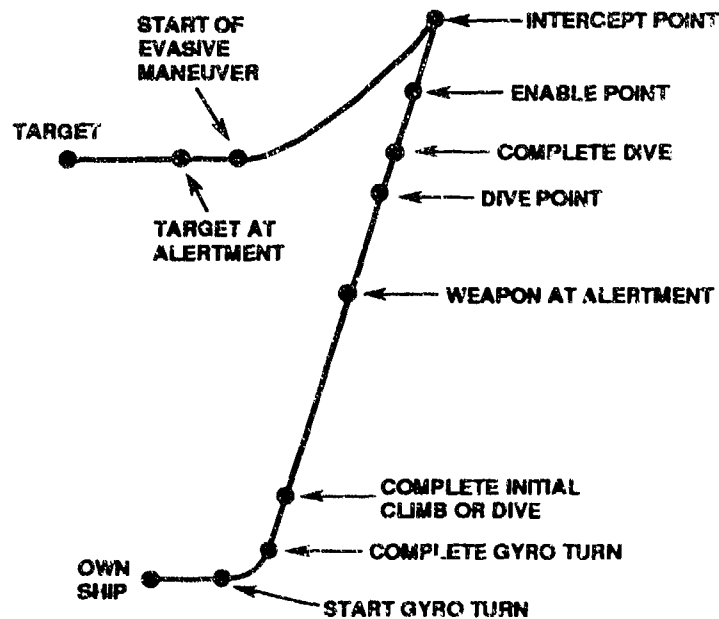 INTERCEPT POINT
START OF
EVASIVE
MANEUVER
ENABLE POINT
TARGET
COMPLETE DIVE
DIVE POINT
TARGET AT
ALERTMENT
WEAPON AT ALERTMENT
COMPLETE INITIAL
CLIMB OR DIVE
COMPLETE GYRO TURN
OWN
SHIP
START GYRO TURN